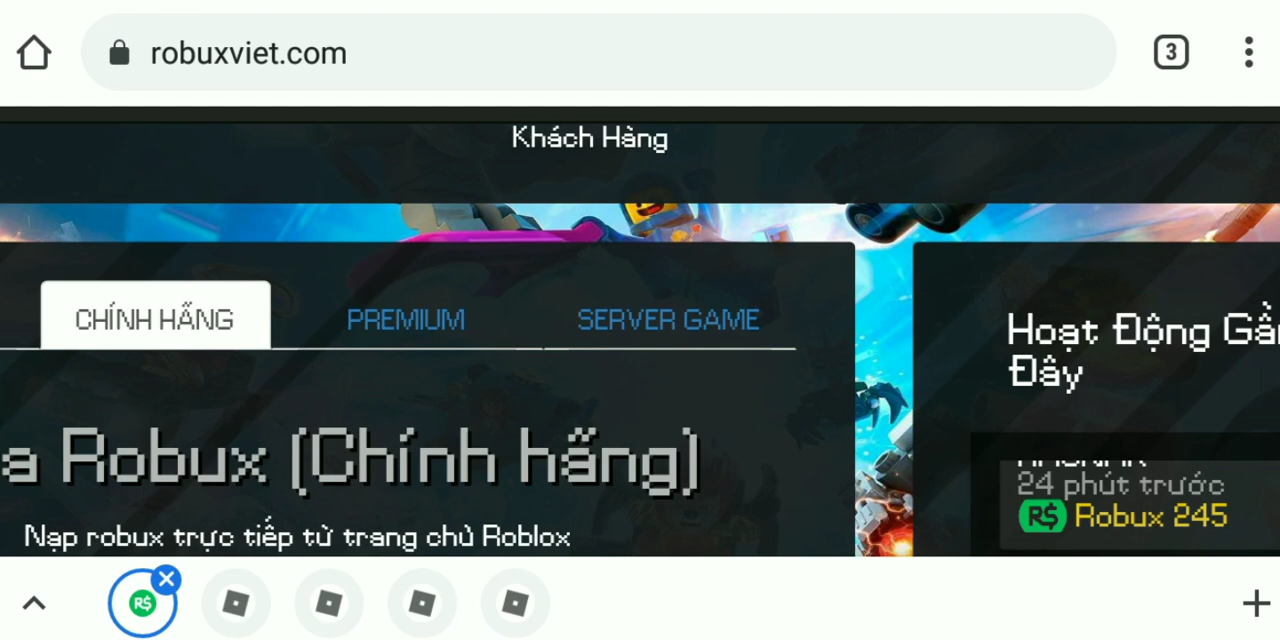 robuxviet.com
3
Khách Hàng
CHÍNH HÃNG
PREMIUM
SERVER GAME
a Robux (Chính hãng)
Nạp robux trực tiếp từ trang chủ Roblox
Hoạt Động Gần
Đây
24 phút trước
R$ Robux 245
R$